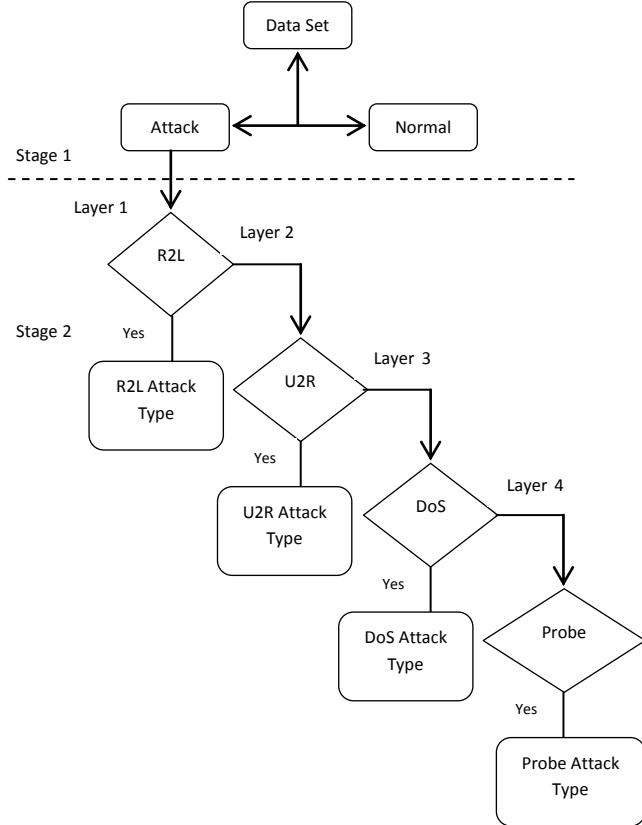 Data Set
Attack
Normal
Stage 1
Layer 1
Layer 2
R2L
Stage 2
Yes
Layer 3
R2L Attack
Type
U2R
Yes
Layer 4
U2R Attack
Type
DoS
Yes
DoS Attack
Type
Probe
Yes
Probe Attack
Type